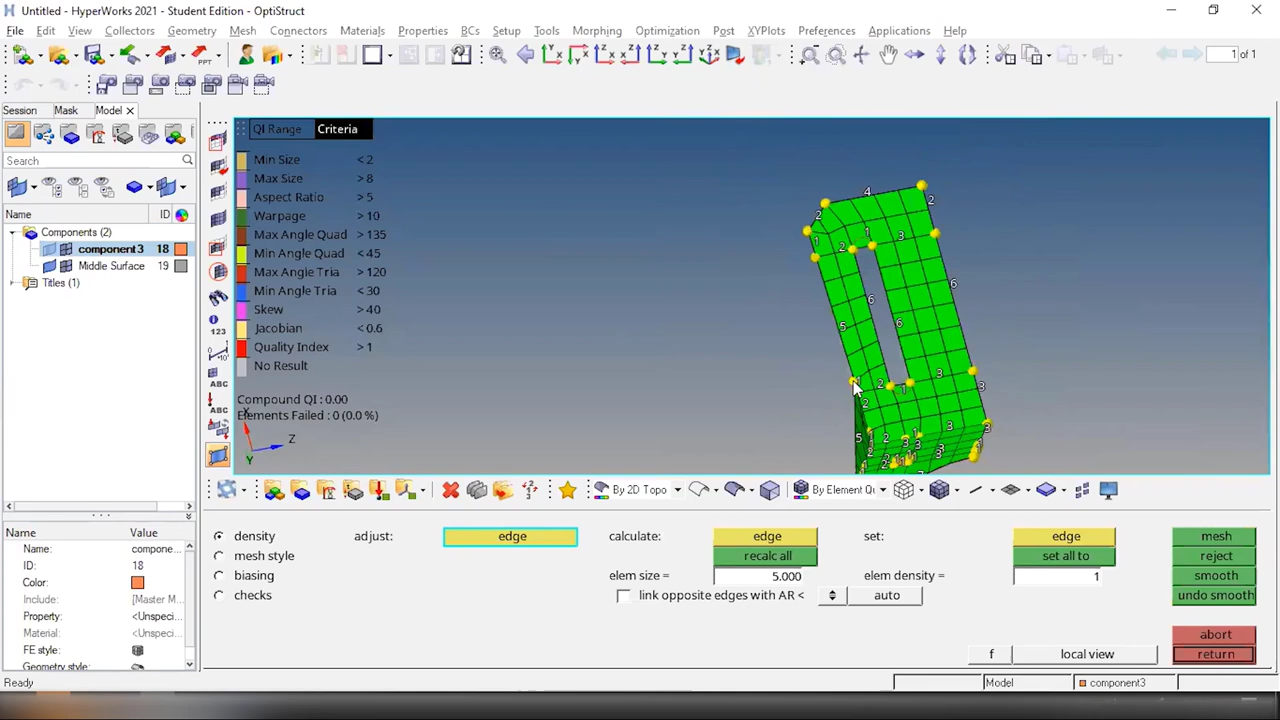 Untitled - HyperWorks 2021 - Student Edition - OptiStruct
File Edit View Collectors Geometry Mesh Connectors Materials Properties BCs Setup Tools Morphing Optimization Post XYPlots Preferences Applications Help
1 of 1
Session Mask Model
Search
Name ID
Components (2)
component3 18
Middle Surface 19
Titles (1)
QI Range Criteria
Min Size < 2
Max Size > 8
Aspect Ratio > 5
Warpage > 10
Max Angle Quad > 135
Min Angle Quad < 45
Max Angle Tria > 120
Min Angle Tria < 30
Skew > 40
Jacobian < 0.6
Quality Index > 1
No Result
Compound QI : 0.00
Elements Failed : 0 (0.0 %)
Z
Y
123
ABC
ABC
By 2D Topo
By Element Qu
Name Value
Name: compone...
ID: 18
Color:
Include: [Master M...
Property: <Unspeci...
Material: <Unspeci...
FE style:
Geometry style:
density adjust: edge calculate: edge set: edge mesh
mesh style recalc all set all to reject
biasing elem size = 5.000 elem density = 1 smooth
checks link opposite edges with AR < auto undo smooth
abort
f local view return
Ready Model component3